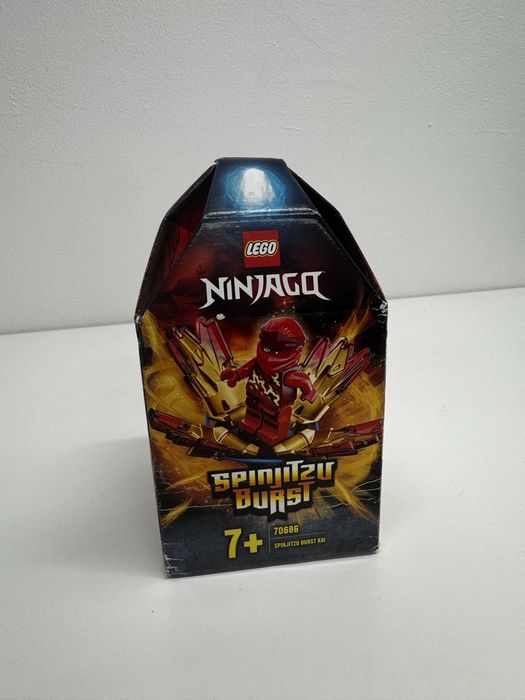 LEGO
NINJAGO
SPINJITZU
BURST
7+
70686
SPINJITZU BURST KAI